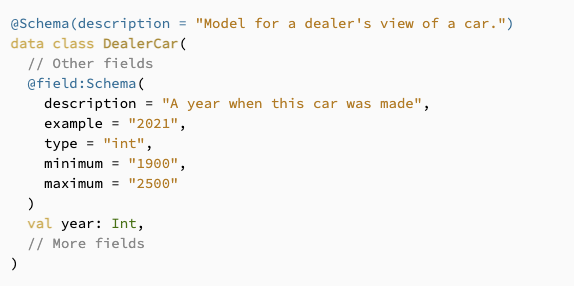 @Schema(description = "Model for a dealer's view of a car.")
data class DealerCar(
  // Other fields
  @field:Schema(
    description = "A year when this car was made",
    example = "2021",
    type = "int",
    minimum = "1900",
    maximum = "2500"
  )
  val year: Int,
  // More fields
)